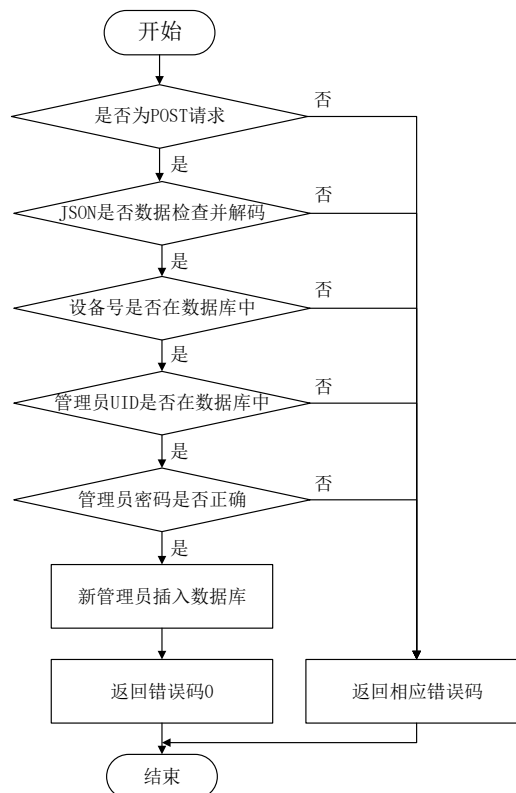 开始
是否为POST请求
否
是
JSON是否数据检查并解码
否
是
设备号是否在数据库中
否
是
管理员UID是否在数据库中
否
是
管理员密码是否正确
否
是
新管理员插入数据库
返回错误码0
返回相应错误码
结束